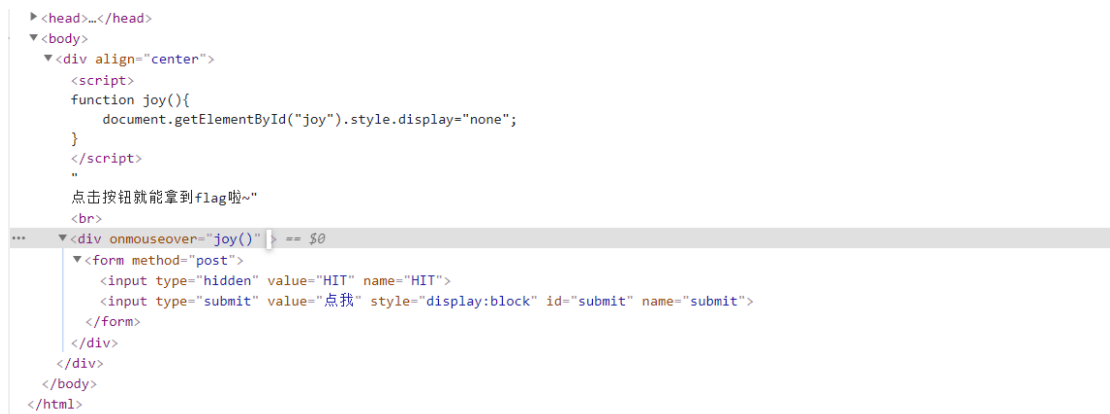 <head>…</head>
<body>
<div align="center">
<script>
function joy(){
document.getElementById("joy").style.display="none";
}
</script>
"
点击按钮就能拿到flag啦~"
<br>
<div onmouseover="joy()" > == $0
<form method="post">
<input type="hidden" value="HIT" name="HIT">
<input type="submit" value="点我" style="display:block" id="submit" name="submit">
</form>
</div>
</div>
</body>
</html>